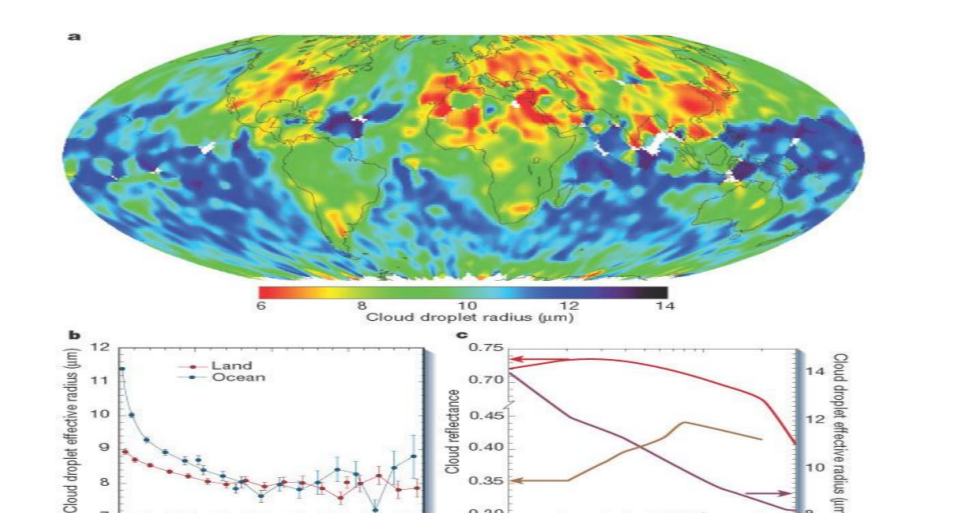 a
6 8 10 12 14
Cloud droplet radius (μm)
b
Cloud droplet effective radius (μm)
12
11
10
9
8
Land
Ocean
c
Cloud reflectance
0.75
0.70
0.45
0.40
0.35
14
12
10
Cloud droplet effective radius (μm